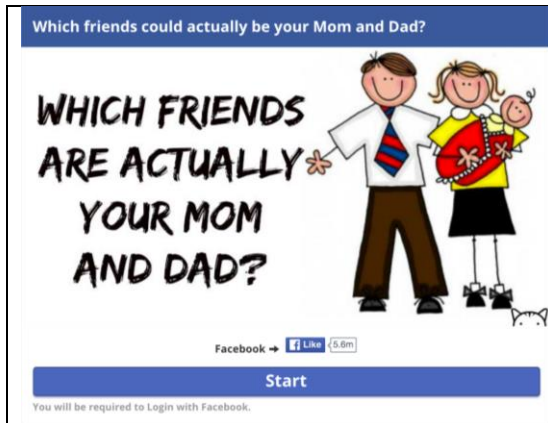 Which friends could actually be your Mom and Dad?
WHICH FRIENDS
ARE ACTUALLY
YOUR MOM
AND DAD?
Facebook → Like 5.6m
Start
You will be required to Login with Facebook.